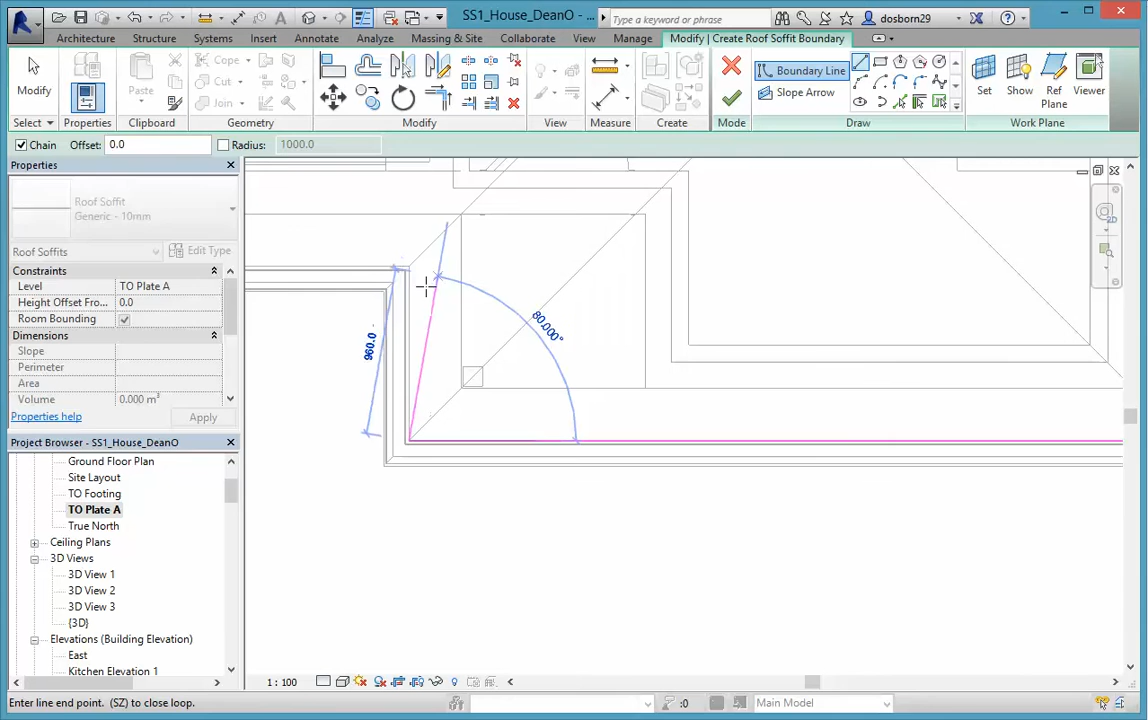 SS1_House_DeanO - ...
Type a keyword or phrase
dosborn29
Architecture Structure Systems Insert Annotate Analyze Massing & Site Collaborate View Manage Modify | Create Roof Soffit Boundary
Modify
Paste
Cope
Cut
Join
Boundary Line
Slope Arrow
Set
Show
Ref
Plane
Viewer
Select Properties Clipboard Geometry Modify View Measure Create Mode Draw Work Plane
Chain Offset: 0.0 Radius: 1000.0
Properties
Roof Soffit
Generic - 10mm
Roof Soffits Edit Type
Constraints
Level TO Plate A
Height Offset Fro... 0.0
Room Bounding
Dimensions
Slope
Perimeter
Area
Volume 0.000 m³
Properties help Apply
Project Browser - SS1_House_DeanO
Ground Floor Plan
Site Layout
TO Footing
TO Plate A
True North
Ceiling Plans
3D Views
3D View 1
3D View 2
3D View 3
{3D}
Elevations (Building Elevation)
East
Kitchen Elevation 1
960.0
80.000°
1 : 100
Enter line end point. (SZ) to close loop.
:0
Main Model